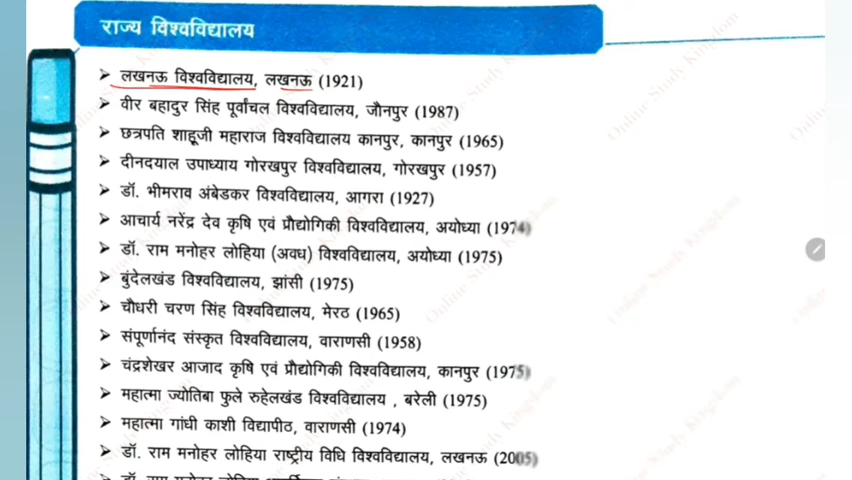 राज्य विश्वविद्यालय
➤ लखनऊ विश्वविद्यालय, लखनऊ (1921)
➤ वीर बहादुर सिंह पूर्वांचल विश्वविद्यालय, जौनपुर (1987)
➤ छत्रपति शाहूजी महाराज विश्वविद्यालय कानपुर, कानपुर (1965)
➤ दीनदयाल उपाध्याय गोरखपुर विश्वविद्यालय, गोरखपुर (1957)
➤ डॉ. भीमराव अंबेडकर विश्वविद्यालय, आगरा (1927)
➤ आचार्य नरेंद्र देव कृषि एवं प्रौद्योगिकी विश्वविद्यालय, अयोध्या (1974)
➤ डॉ. राम मनोहर लोहिया (अवध) विश्वविद्यालय, अयोध्या (1975)
➤ बुंदेलखंड विश्वविद्यालय, झांसी (1975)
➤ चौधरी चरण सिंह विश्वविद्यालय, मेरठ (1965)
➤ संपूर्णानंद संस्कृत विश्वविद्यालय, वाराणसी (1958)
➤ चंद्रशेखर आजाद कृषि एवं प्रौद्योगिकी विश्वविद्यालय, कानपुर (1975)
➤ महात्मा ज्योतिबा फुले रुहेलखंड विश्वविद्यालय , बरेली (1975)
➤ महात्मा गांधी काशी विद्यापीठ, वाराणसी (1974)
➤ डॉ. राम मनोहर लोहिया राष्ट्रीय विधि विश्वविद्यालय, लखनऊ (2005)